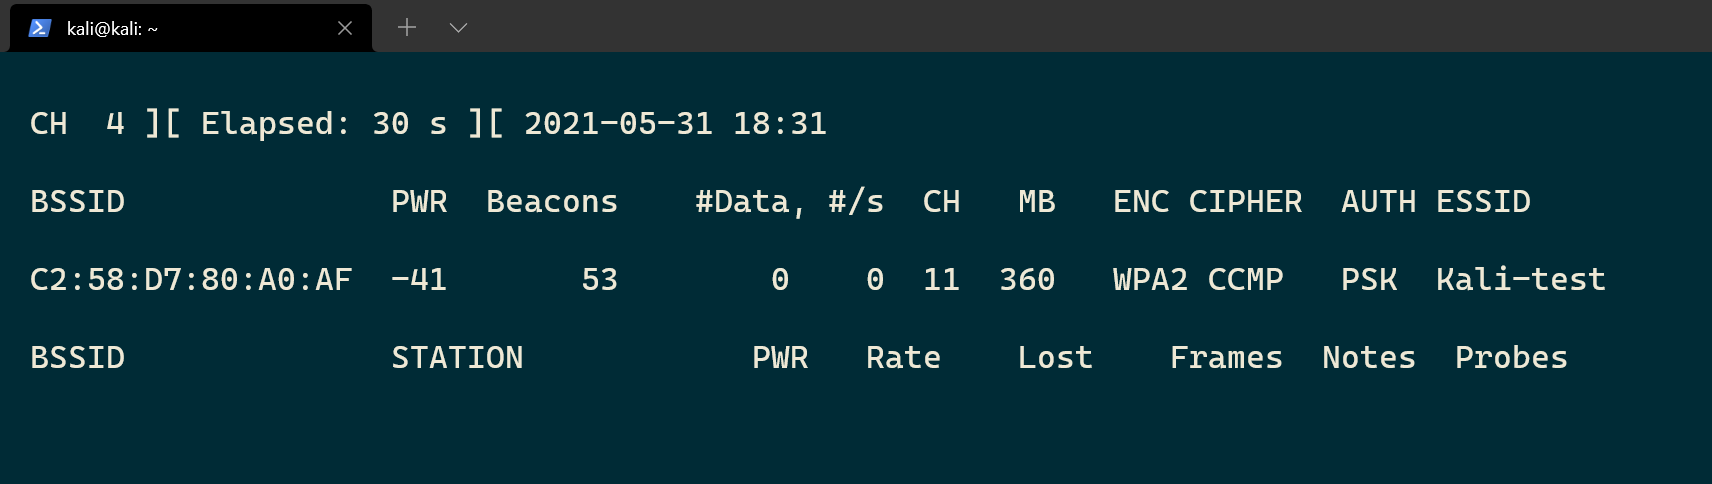 kali@kali: ~
CH  4 ][ Elapsed: 30 s ][ 2021-05-31 18:31
BSSID              PWR  Beacons    #Data, #/s  CH   MB   ENC CIPHER  AUTH ESSID
C2:58:D7:80:A0:AF  -41       53        0    0  11  360   WPA2 CCMP   PSK  Kali-test
BSSID              STATION            PWR   Rate    Lost    Frames  Notes  Probes